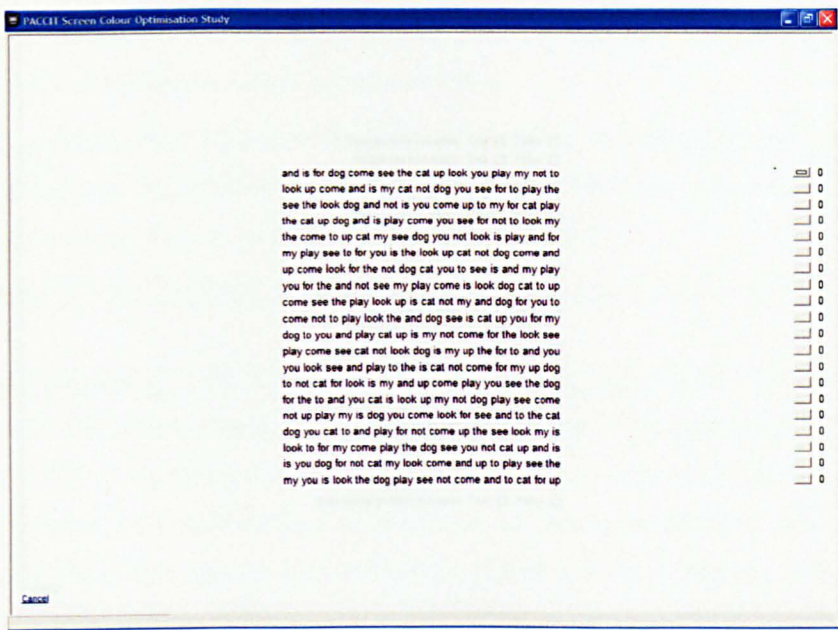 PACCIT Screen Colour Optimisation Study
and is for dog come see the cat up look you play my not to 0
look up come and is my cat not dog you see for to play the 0
see the look dog and not is you come up to my for cat play 0
the cat up dog and is play come you see for not to look my 0
the come to up cat my see dog you not look is play and for 0
my play see to for you is the look up cat not dog come and 0
up come look for the not dog cat you to see is and my play 0
you for the and not see my play come is look dog cat to up 0
come see the play look up is cat not my and dog for you to 0
come not to play look the and dog see is cat up you for my 0
dog to you and play cat up is my not come for the look see 0
play come see cat not look dog is my up the for to and you 0
you look see and play to the is cat not come for my up dog 0
to not cat for look is my and up come play you see the dog 0
for the to and you cat is look up my not dog play see come 0
not up play my is dog you come look for see and to the cat 0
dog you cat to and play for not come up the see look my is 0
look to for my come play the dog see you not cat up and is 0
is you dog for not cat my look come and up to play see the 0
my you is look the dog play see not come and to cat for up 0
Cancel